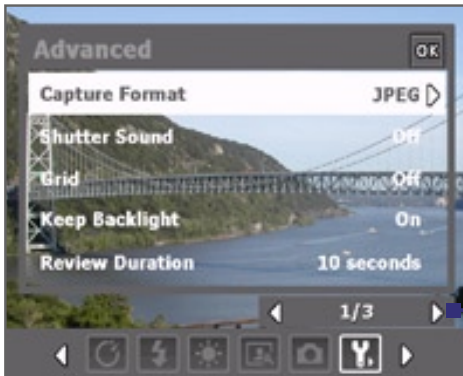 Advanced OK
Capture Format JPEG
Shutter Sound Off
Grid Off
Keep Backlight On
Review Duration 10 seconds
1/3